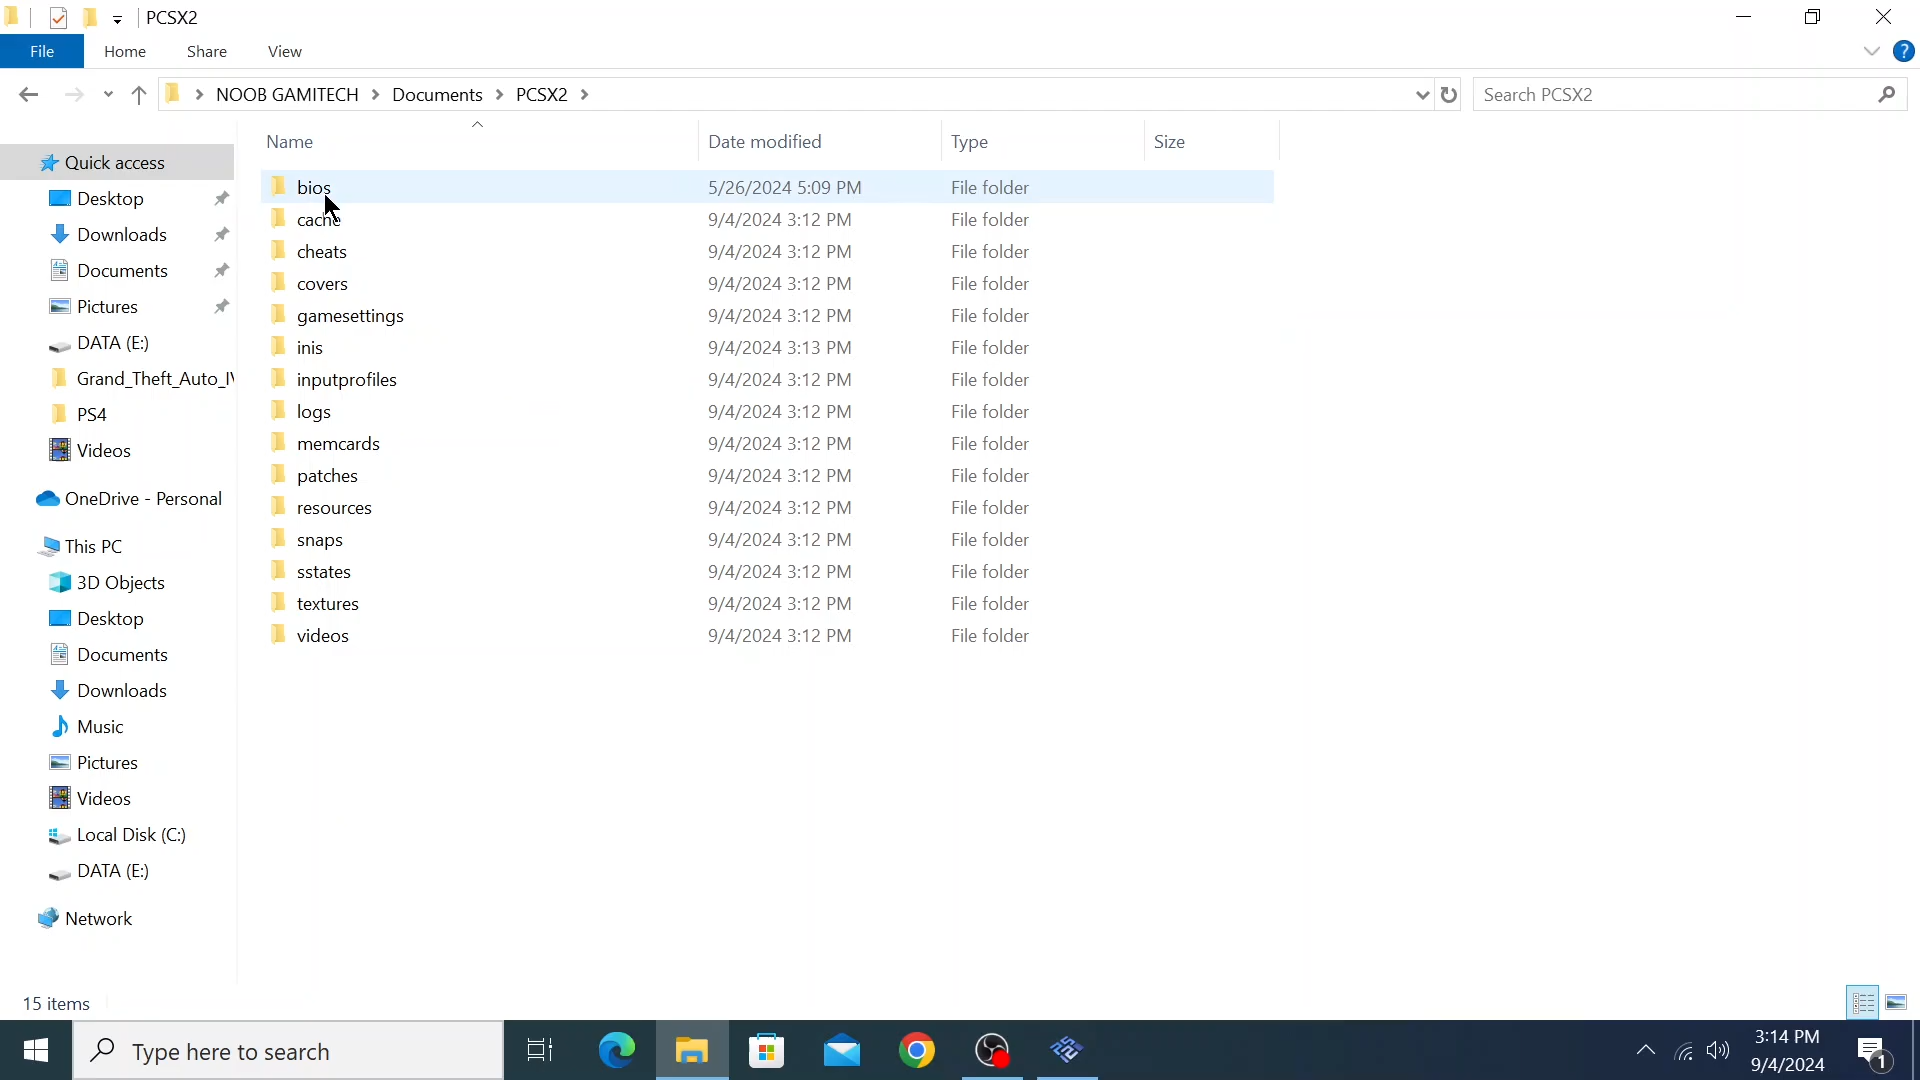 PCSX2
File Home Share View
NOOB GAMITECH Documents PCSX2
Search PCSX2
Name Date modified Type Size
Quick access
Desktop
Downloads
Documents
Pictures
DATA (E:)
Grand_Theft_Auto_IV
PS4
Videos
OneDrive - Personal
This PC
3D Objects
Desktop
Documents
Downloads
Music
Pictures
Videos
Local Disk (C:)
DATA (E:)
Network
bios 5/26/2024 5:09 PM File folder
cache 9/4/2024 3:12 PM File folder
cheats 9/4/2024 3:12 PM File folder
covers 9/4/2024 3:12 PM File folder
gamesettings 9/4/2024 3:12 PM File folder
inis 9/4/2024 3:13 PM File folder
inputprofiles 9/4/2024 3:12 PM File folder
logs 9/4/2024 3:12 PM File folder
memcards 9/4/2024 3:12 PM File folder
patches 9/4/2024 3:12 PM File folder
resources 9/4/2024 3:12 PM File folder
snaps 9/4/2024 3:12 PM File folder
sstates 9/4/2024 3:12 PM File folder
textures 9/4/2024 3:12 PM File folder
videos 9/4/2024 3:12 PM File folder
15 items
Type here to search
3:14 PM
9/4/2024
1